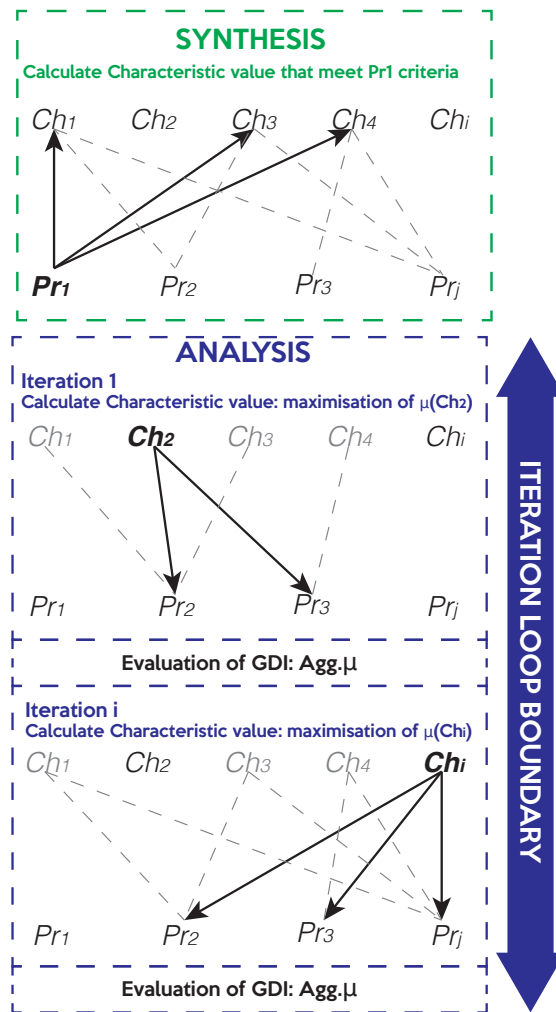 SYNTHESIS
Calculate Characteristic value that meet Pr1 criteria
Ch1 Ch2 Ch3 Ch4 Chi
Pr1 Pr2 Pr3 Prj
ANALYSIS
Iteration 1
Calculate Characteristic value: maximisation of μ(Ch2)
Ch1 Ch2 Ch3 Ch4 Chi
Pr1 Pr2 Pr3 Prj
Evaluation of GDI: Agg.μ
Iteration i
Calculate Characteristic value: maximisation of μ(Chi)
Ch1 Ch2 Ch3 Ch4 Chi
Pr1 Pr2 Pr3 Prj
Evaluation of GDI: Agg.μ
ITERATION LOOP BOUNDARY